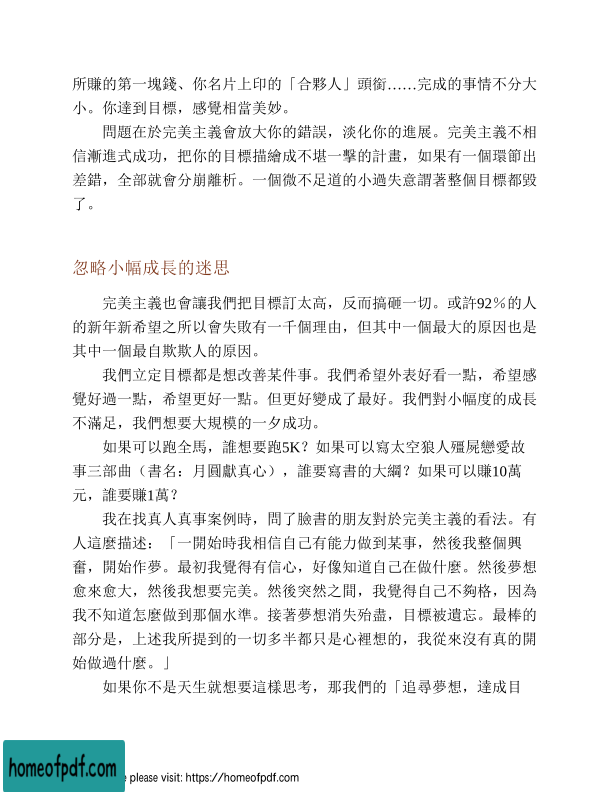 所賺的第一塊錢、你名片上印的「合夥人」頭銜……完成的事情不分大
小。你達到目標，感覺相當美妙。
問題在於完美主義會放大你的錯誤，淡化你的進展。完美主義不相
信漸進式成功，把你的目標描繪成不堪一擊的計畫，如果有一個環節出
差錯，全部就會分崩離析。一個微不足道的小過失意謂著整個目標都毀
了。
忽略小幅成長的迷思
完美主義也會讓我們把目標訂太高，反而搞砸一切。或許92％的人
的新年新希望之所以會失敗有一千個理由，但其中一個最大的原因也是
其中一個最自欺欺人的原因。
我們立定目標都是想改善某件事。我們希望外表好看一點，希望感
覺好過一點，希望更好一點。但更好變成了最好。我們對小幅度的成長
不滿足，我們想要大規模的一夕成功。
如果可以跑全馬，誰想要跑5K？如果可以寫太空狼人殭屍戀愛故
事三部曲（書名：月圓獻真心），誰要寫書的大綱？如果可以賺10萬
元，誰要賺1萬？
我在找真人真事案例時，問了臉書的朋友對於完美主義的看法。有
人這麼描述：「一開始時我相信自己有能力做到某事，然後我整個興
奮，開始作夢。最初我覺得有信心，好像知道自己在做什麼。然後夢想
愈來愈大，然後我想要完美。然後突然之間，我覺得自己不夠格，因為
我不知道怎麼做到那個水準。接著夢想消失殆盡，目標被遺忘。最棒的
部分是，上述我所提到的一切多半都只是心裡想的，我從來沒有真的開
始做過什麼。」
如果你不是天生就想要這樣思考，那我們的「追尋夢想，達成目
homeofpdf.com
e please visit: https://homeofpdf.com